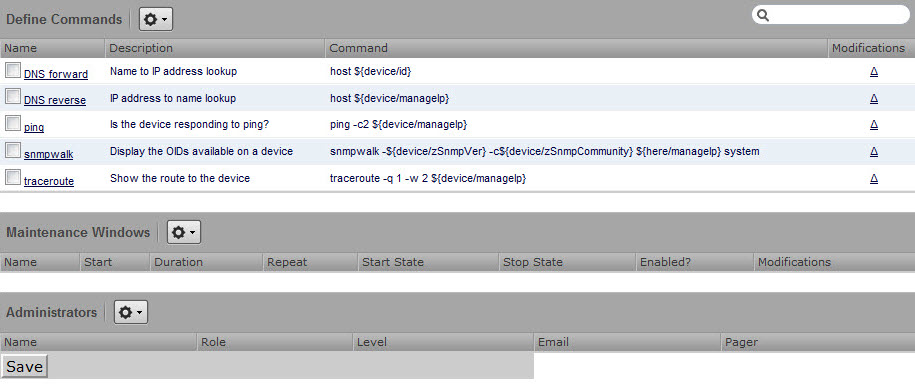 Define Commands
Name Description Command Modifications
DNS forward Name to IP address lookup host ${device/id} Δ
DNS reverse IP address to name lookup host ${device/manageIp} Δ
ping Is the device responding to ping? ping -c2 ${device/manageIp} Δ
snmpwalk Display the OIDs available on a device snmpwalk -${device/zSnmpVer} -c${device/zSnmpCommunity} ${here/manageIp} system Δ
traceroute Show the route to the device traceroute -q 1 -w 2 ${device/manageIp} Δ
Maintenance Windows
Name Start Duration Repeat Start State Stop State Enabled? Modifications
Administrators
Name Role Level Email Pager
Save